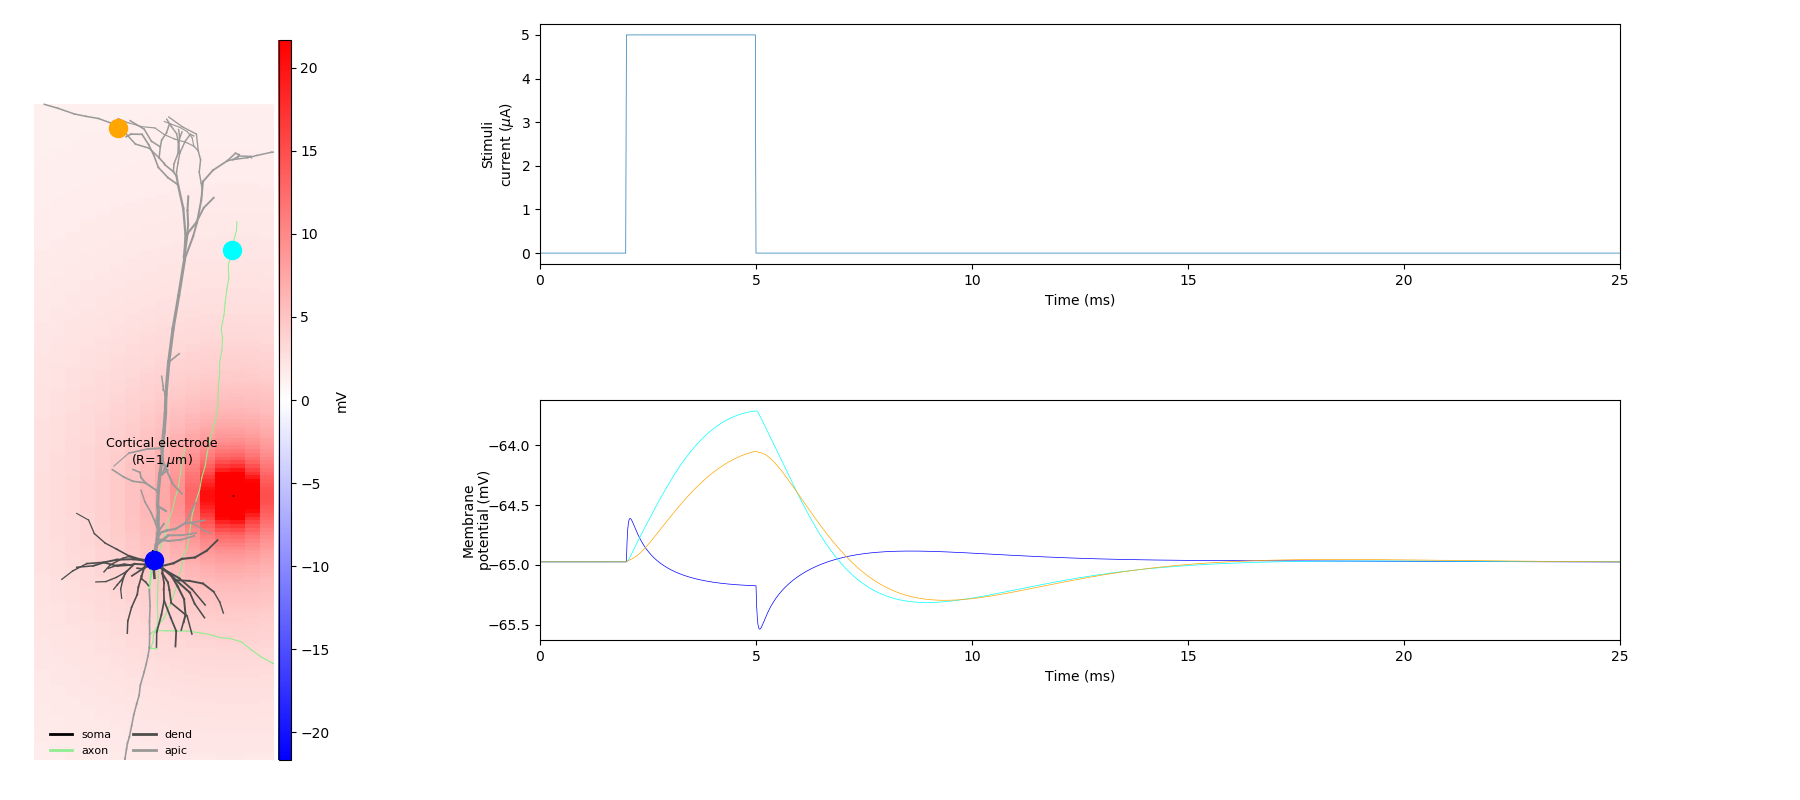 20
15
10
5
0
−5
−10
−15
−20
mV
Cortical electrode
(R=1 μm)
soma
axon
dend
apic
Stimuli
current (μA)
5
4
3
2
1
0
0 5 10 15 20 25
Time (ms)
Membrane
potential (mV)
−64.0
−64.5
−65.0
−65.5
0 5 10 15 20 25
Time (ms)